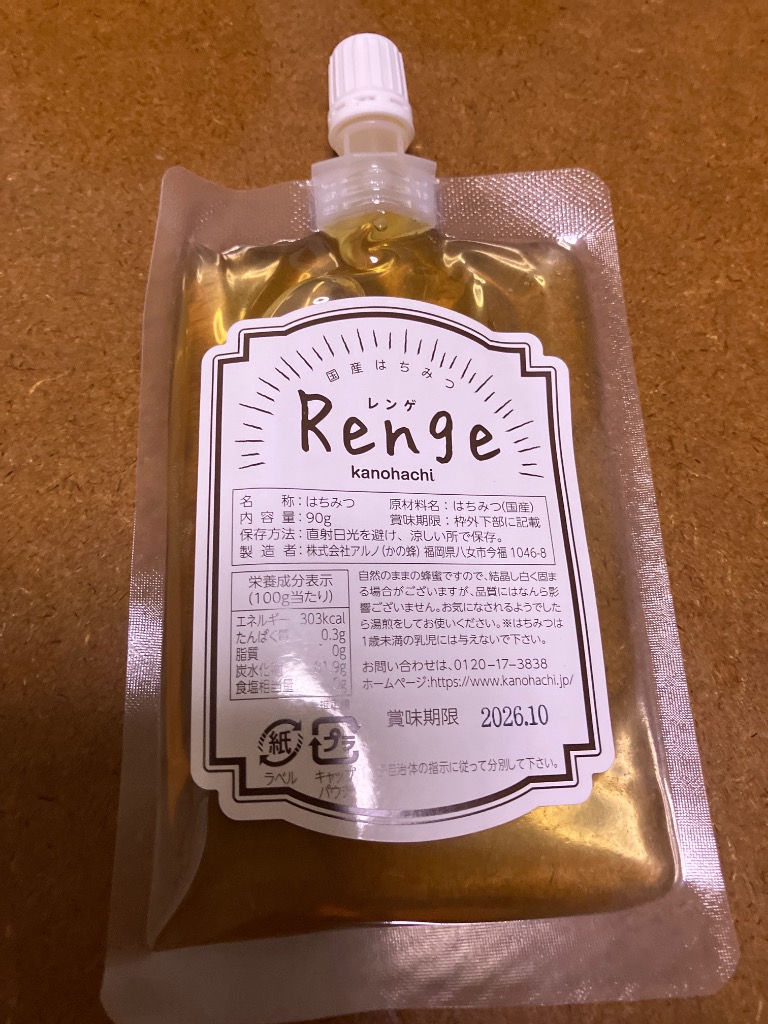 国産はちみつ
レンゲ
Renge
kanohachi
名 称：はちみつ 原材料名：はちみつ(国産)
内 容 量：90g 賞味期限：枠外下部に記載
保存方法：直射日光を避け、涼しい所で保存。
製 造 者：株式会社アルノ(かの蜂) 福岡県八女市今福 1046-8
栄養成分表示
(100g当たり)
エネルギー 303kcal
たんぱく質 0.3g
脂質 0g
炭水化
食塩相当量
自然のままの蜂蜜ですので、結晶し白く固ま
る場合がございますが、品質にはなんら影
響ございません。お気になされるようでした
ら湯煎をしてお使いください。※はちみつは
1歳未満の乳児には与えないで下さい。
お問い合わせは、0120-17-3838
ホームページ:https://www.kanohachi.jp/
賞味期限 2026.10
紙
ラベル
プラ
キャップ
パウ
自治体の指示に従って分別して下さい。